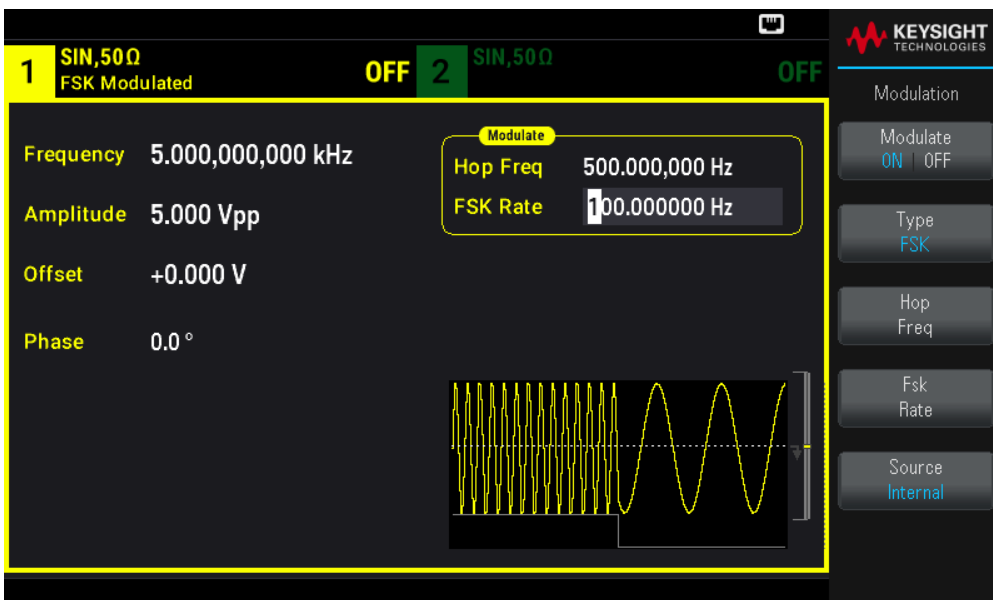 KEYSIGHT
TECHNOLOGIES
1
SIN,50Ω
FSK Modulated
OFF
2
SIN,50Ω
OFF
Modulation
Frequency 5.000,000,000 kHz
Amplitude 5.000 Vpp
Offset +0.000 V
Phase 0.0 °
Modulate
Hop Freq 500.000,000 Hz
FSK Rate 100.000000 Hz
Modulate
ON | OFF
Type
FSK
Hop
Freq
Fsk
Rate
Source
Internal